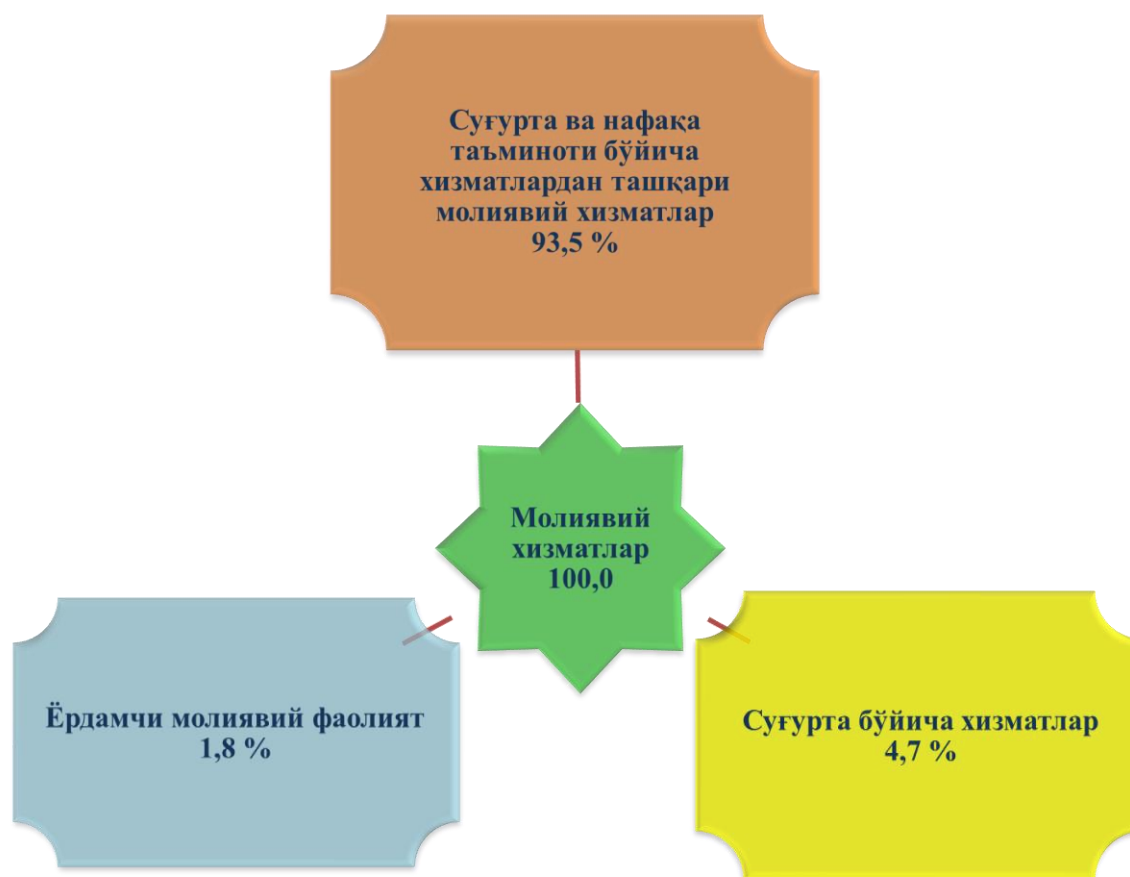 Суғурта ва нафақа
таъминоти бўйича
хизматлардан ташқари
молиявий хизматлар
93,5 %
Молиявий
хизматлар
100,0
Ёрдамчи молиявий фаолият
1,8 %
Суғурта бўйича хизматлар
4,7 %